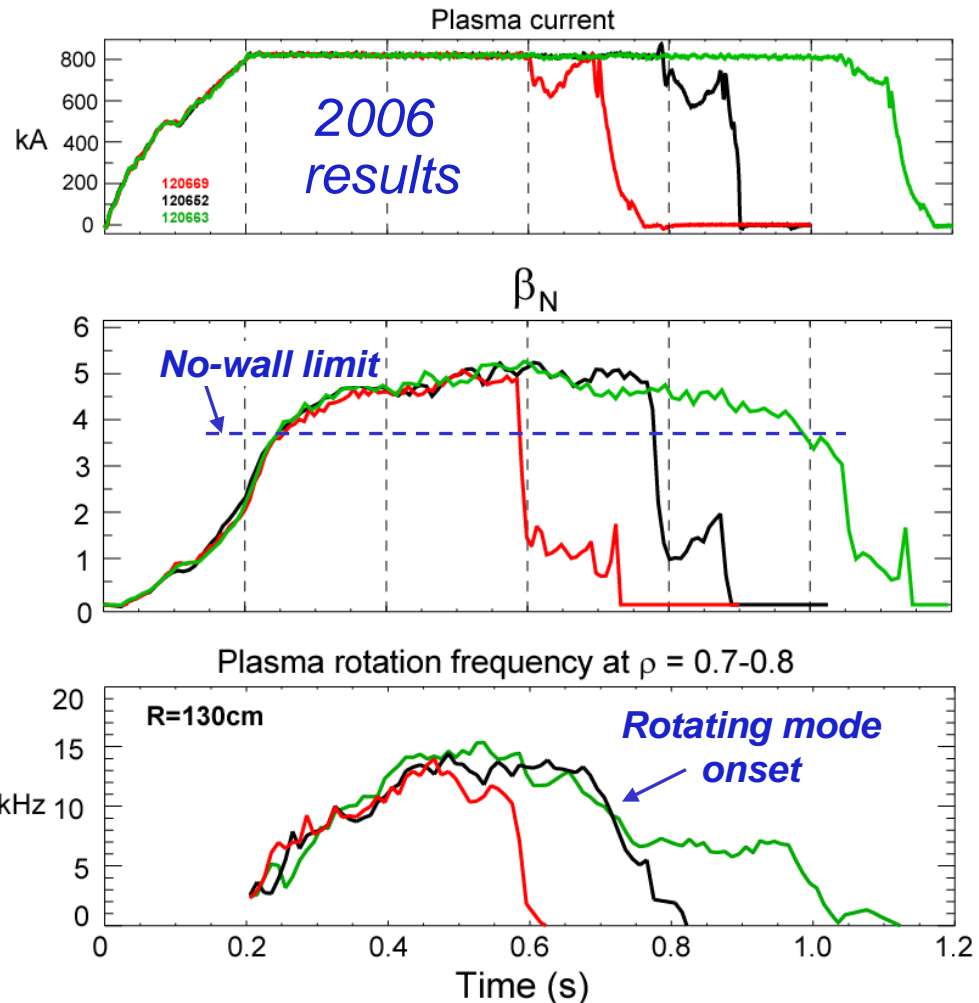 Plasma current
800
600
kA
400
200
0
2006
results
120669
120652
120663
βN
6
5
4
3
2
1
0
No-wall limit
Plasma rotation frequency at ρ = 0.7-0.8
20
15
kHz
10
5
0
R=130cm
Rotating mode
onset
0 0.2 0.4 0.6 0.8 1.0 1.2
Time (s)